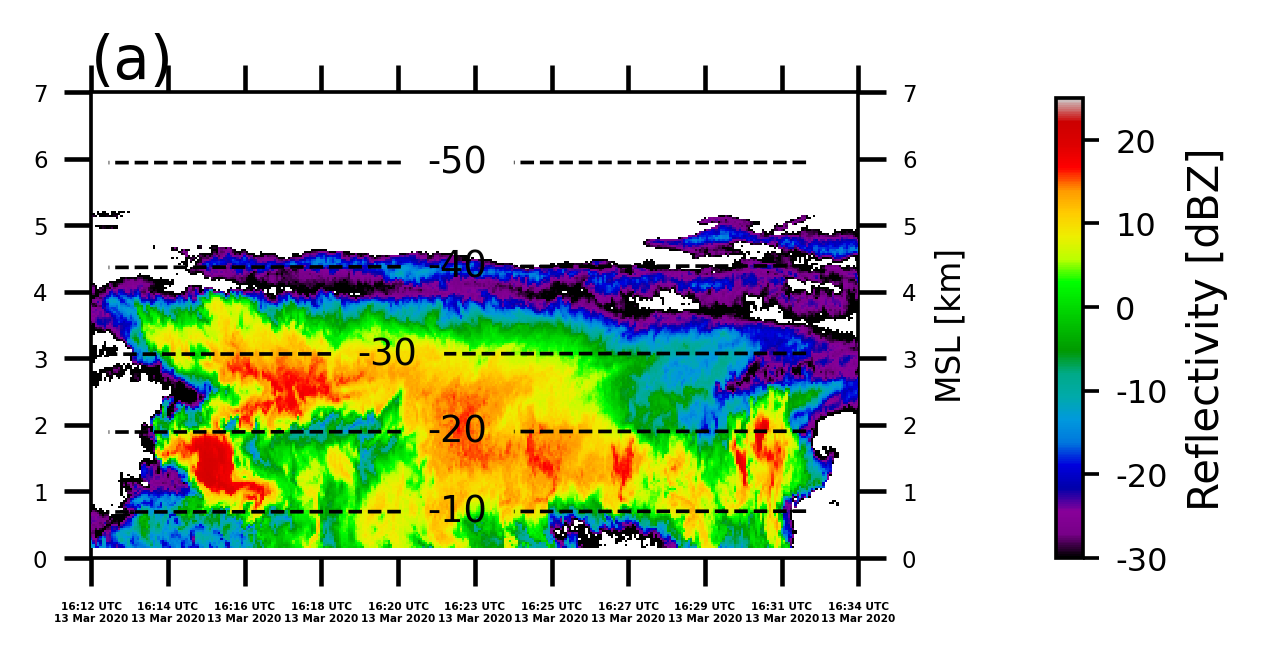 (a)
7
6
5
4
3
2
1
0
-50
-40
-30
-20
-10
7
6
5
4
3
2
1
0
MSL [km]
20
10
0
-10
-20
-30
Reflectivity [dBZ]
16:12 UTC
13 Mar 2020
16:14 UTC
13 Mar 2020
16:16 UTC
13 Mar 2020
16:18 UTC
13 Mar 2020
16:20 UTC
13 Mar 2020
16:23 UTC
13 Mar 2020
16:25 UTC
13 Mar 2020
16:27 UTC
13 Mar 2020
16:29 UTC
13 Mar 2020
16:31 UTC
13 Mar 2020
16:34 UTC
13 Mar 2020